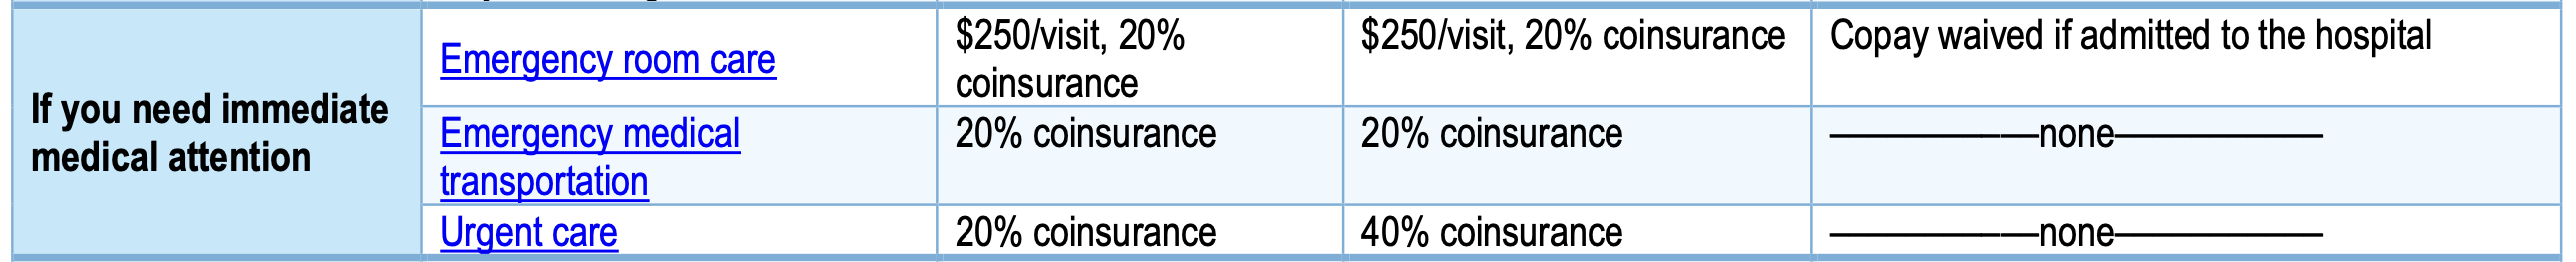 If you need immediate
medical attention
Emergency room care
$250/visit, 20%
coinsurance
$250/visit, 20% coinsurance
Copay waived if admitted to the hospital
Emergency medical
transportation
20% coinsurance
20% coinsurance
–––––––––––none–––––––––––
Urgent care
20% coinsurance
40% coinsurance
–––––––––––none–––––––––––